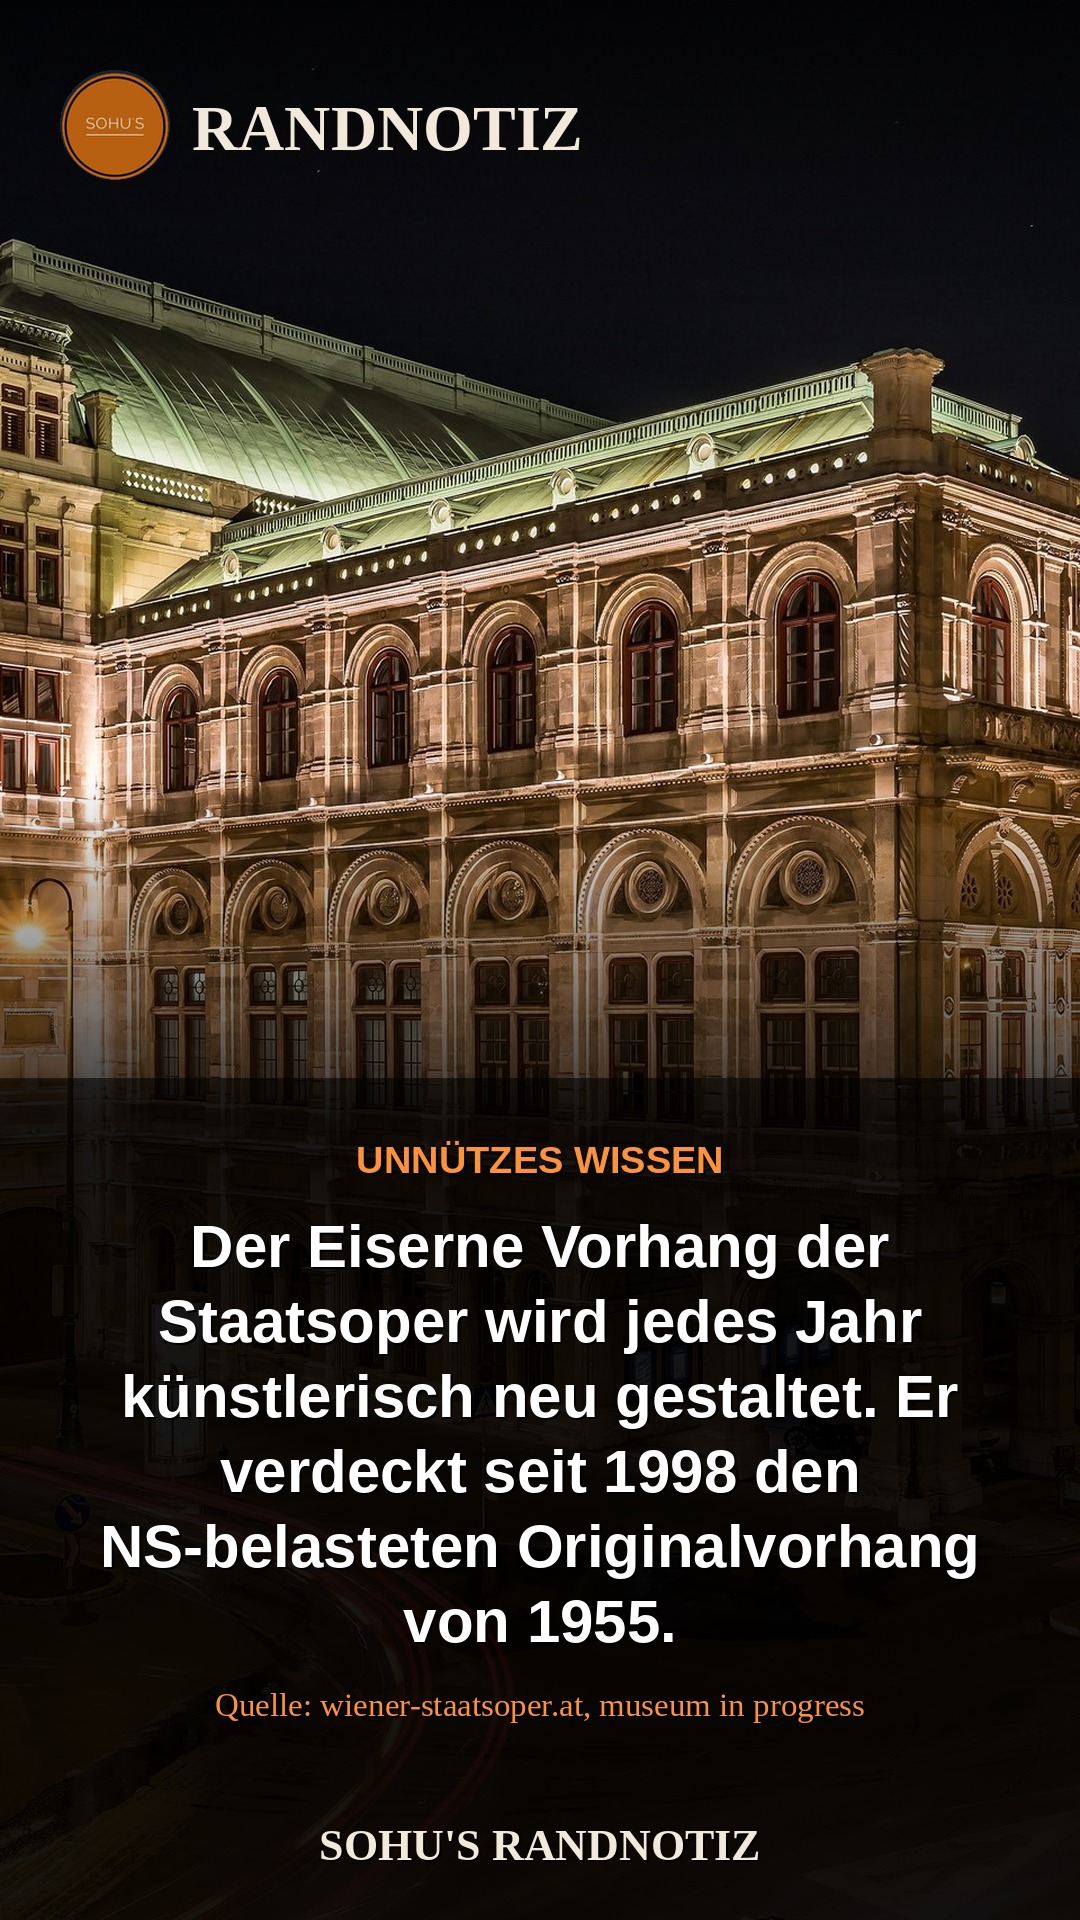 SOHU'S
RANDNOTIZ
UNNÜTZES WISSEN
Der Eiserne Vorhang der
Staatsoper wird jedes Jahr
künstlerisch neu gestaltet. Er
verdeckt seit 1998 den
NS-belasteten Originalvorhang
von 1955.
Quelle: wiener-staatsoper.at, museum in progress
SOHU'S RANDNOTIZ